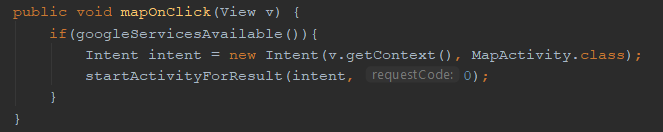 public void mapOnClick(View v) {
if(googleServicesAvailable()){
Intent intent = new Intent(v.getContext(), MapActivity.class);
startActivityForResult(intent, requestCode: 0);
}
}